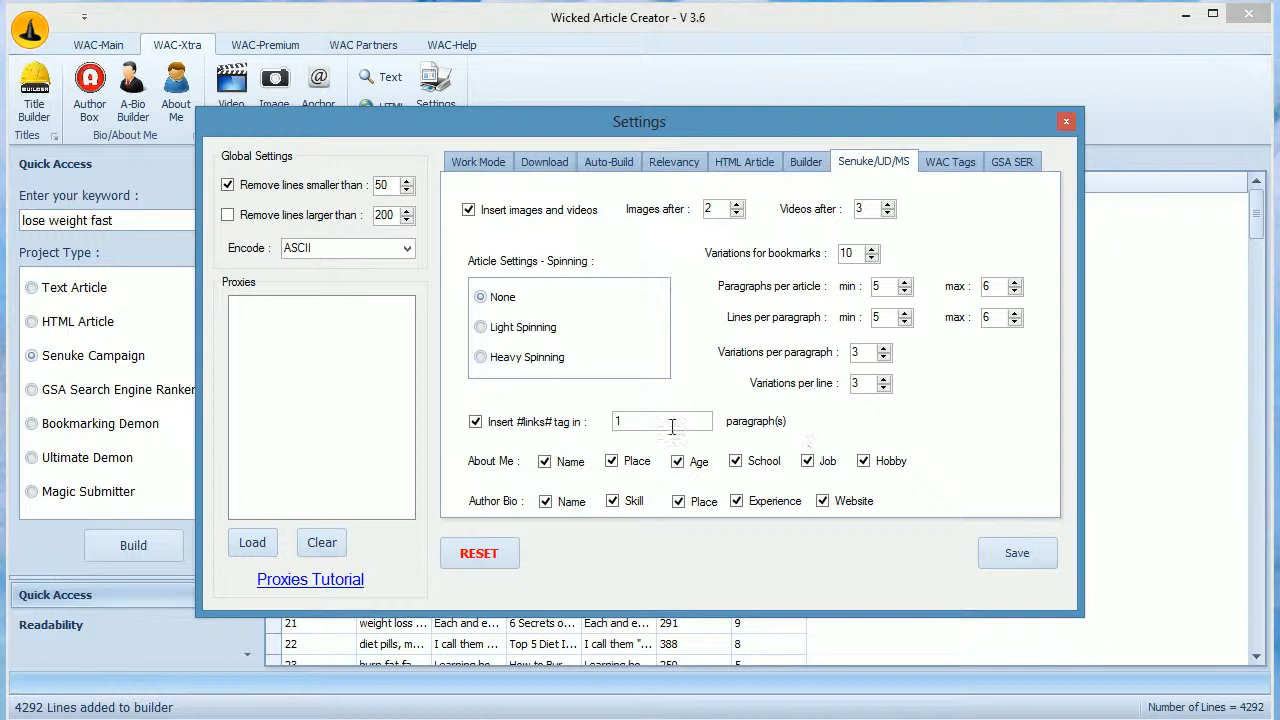 Wicked Article Creator - V 3.6
WAC-Main WAC-Xtra WAC-Premium WAC Partners WAC-Help
Title Builder
Author Box
A-Bio Builder
About Me
Video
Image
Anchor
Text
HTML
Settings
Titles
Bio/About Me
Quick Access
Enter your keyword :
lose weight fast
Project Type :
Text Article
HTML Article
Senuke Campaign
GSA Search Engine Ranker
Bookmarking Demon
Ultimate Demon
Magic Submitter
Build
Quick Access
Readability
Settings
x
Global Settings
Remove lines smaller than : 50
Remove lines larger than : 200
Encode : ASCII
Proxies
Load Clear
Proxies Tutorial
Work Mode Download Auto-Build Relevancy HTML Article Builder Senuke/UD/MS WAC Tags GSA SER
Insert images and videos Images after : 2 Videos after : 3
Variations for bookmarks : 10
Article Settings - Spinning :
None
Light Spinning
Heavy Spinning
Paragraphs per article : min : 5 max : 6
Lines per paragraph : min : 5 max : 6
Variations per paragraph : 3
Variations per line : 3
Insert #links# tag in : 1 paragraph(s)
About Me : Name Place Age School Job Hobby
Author Bio : Name Skill Place Experience Website
RESET Save
21 weight loss ... Each and e... 6 Secrets o... Each and e... 291 9
22 diet pills, m... I call them ... Top 5 Diet I... I call them "... 388 8
4292 Lines added to builder
Number of Lines = 4292